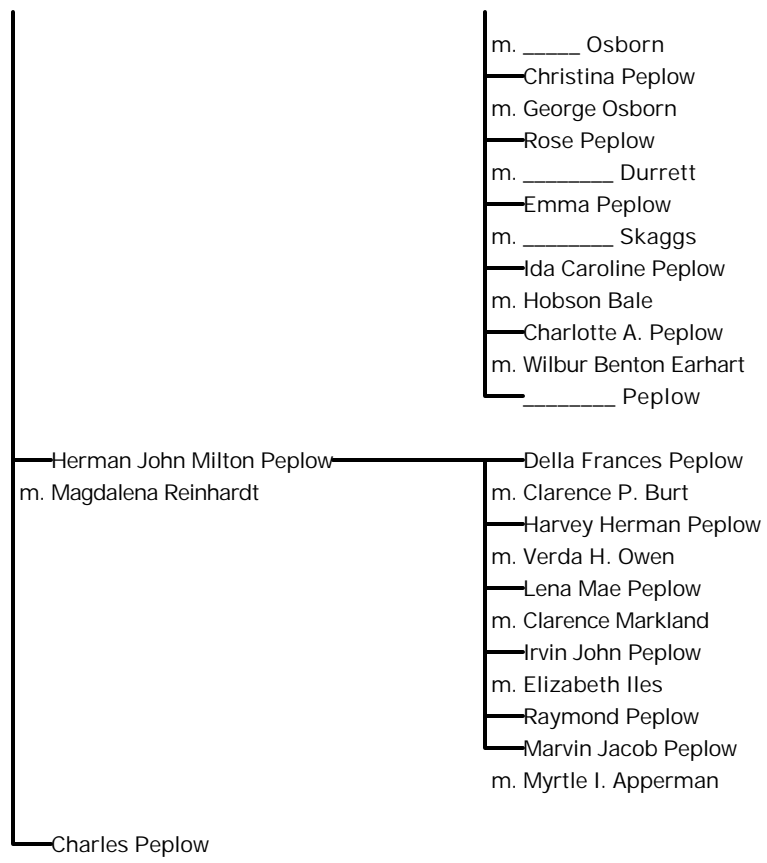 m. _____ Osborn
Christina Peplow
m. George Osborn
Rose Peplow
m. ________ Durrett
Emma Peplow
m. ________ Skaggs
Ida Caroline Peplow
m. Hobson Bale
Charlotte A. Peplow
m. Wilbur Benton Earhart
________ Peplow
Herman John Milton Peplow
m. Magdalena Reinhardt
Della Frances Peplow
m. Clarence P. Burt
Harvey Herman Peplow
m. Verda H. Owen
Lena Mae Peplow
m. Clarence Markland
Irvin John Peplow
m. Elizabeth Iles
Raymond Peplow
Marvin Jacob Peplow
m. Myrtle I. Apperman
Charles Peplow